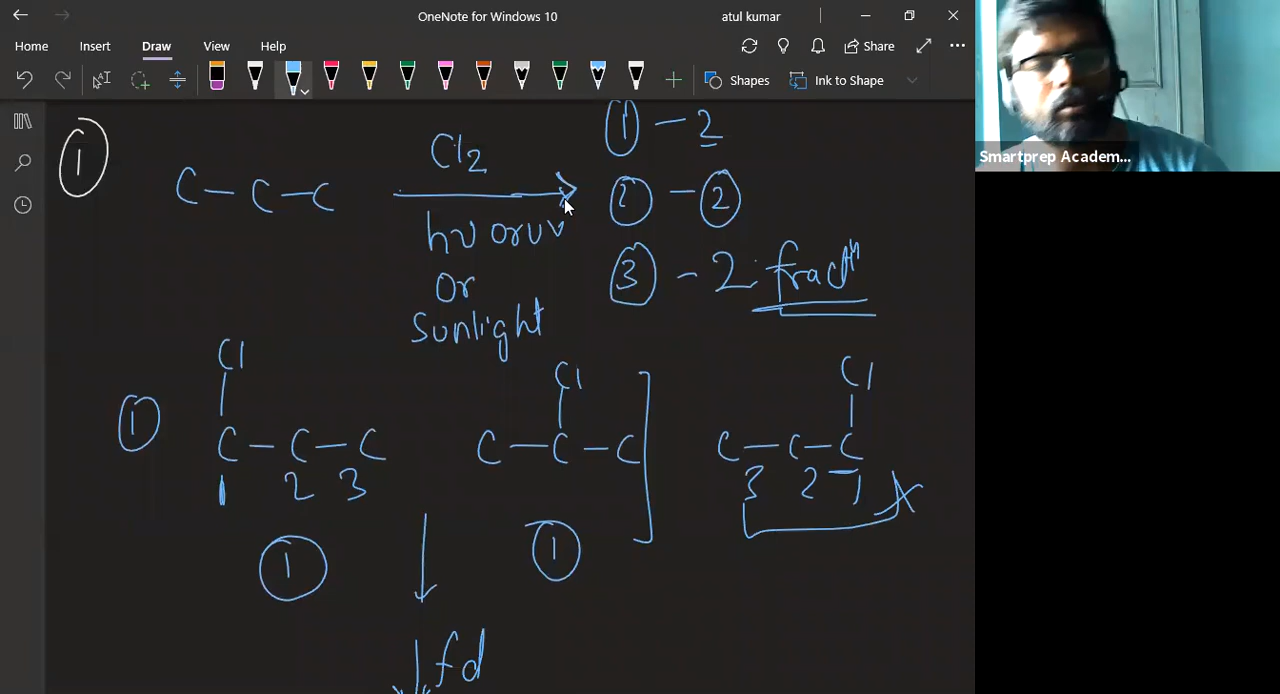 OneNote for Windows 10
atul kumar
Home Insert Draw View Help
Share
Shapes
Ink to Shape
Smartprep Academ...
1
C - C - C
Cl2
hν or uv
or
Sunlight
1 - 2
2 - 2
3 - 2 fractn
1
Cl
C - C - C
1 2 3
1
Cl
C - C - C
1
Cl
C - C - C
3 2 1
fd